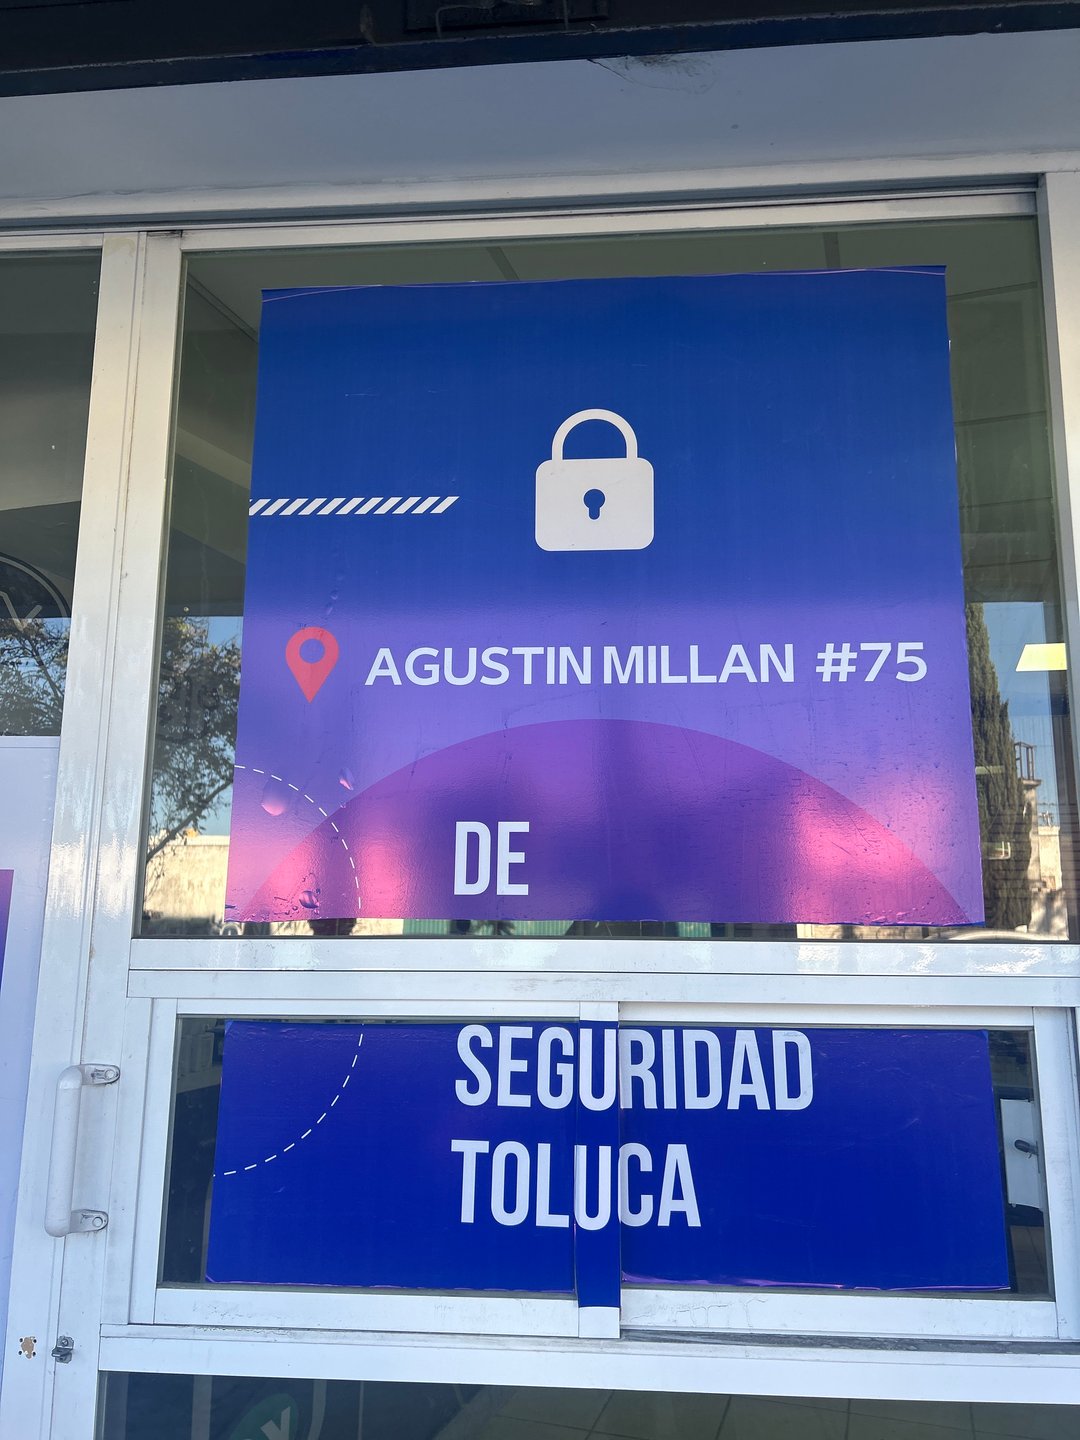 AGUSTIN MILLAN #75
DE
SEGURIDAD
TOLUCA